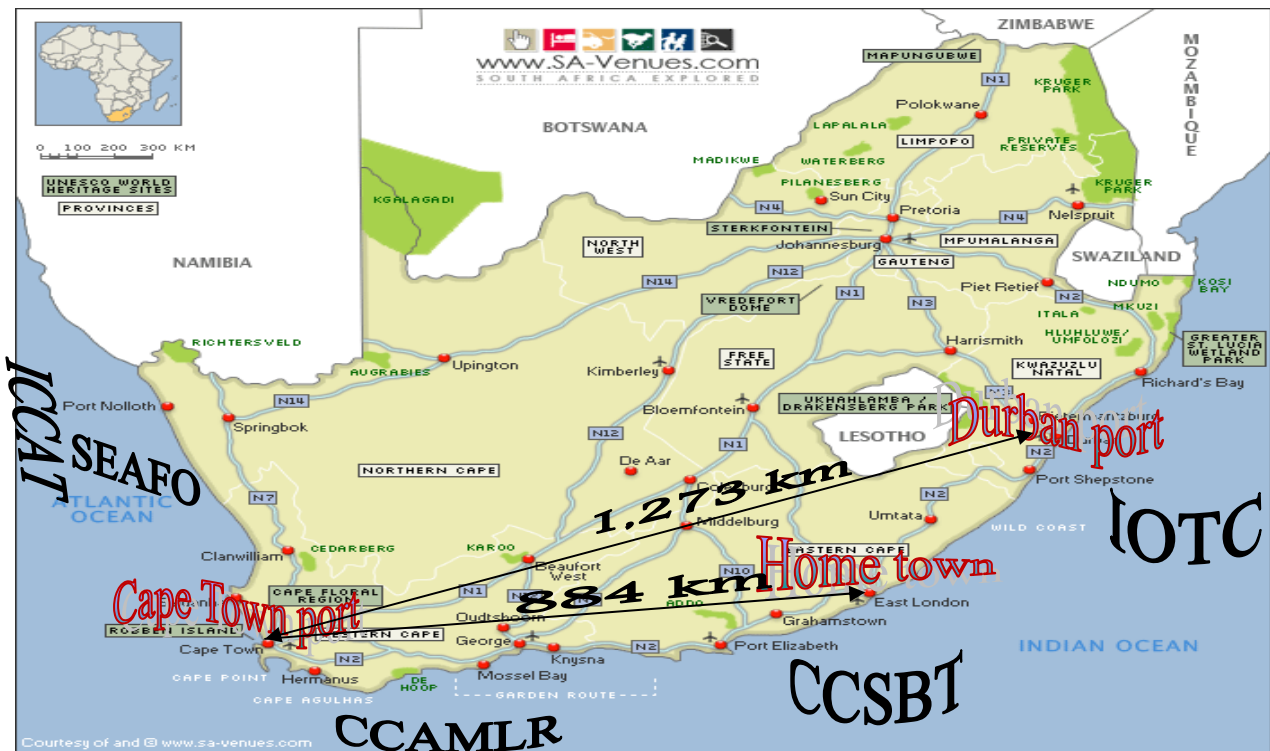 ZIMBABWE
MOZAMBIQUE
www.SA-Venues.com
SOUTH AFRICA EXPLORED
MAPUNGUBWE
N1
KRUGER
PARK
Polokwane
0 100 200 300 KM
BOTSWANA
LAPALALA
LIMPOPO
PRIVATE
RESERVES
MADIKWE
WATERBERG
UNESCO WORLD
HERITAGE SITES
PROVINCES
KGALAGADI
PILANESBERG
Sun City
KRUGER
PARK
N4
Pretoria
N4
Nelspruit
STERKFONTEIN
Johannesburg
MPUMALANGA
NORTH
WEST
GAUTENG
SWAZILAND
NAMIBIA
N14
N12
N1
N3
Piet Retief
N2
NDUMO
KOSI
BAY
VREDEFORT
DOME
MKUZI
ITALA
HLUHLUWE/
UMFOLOZI
GREATER
ST. LUCIA
WETLAND
PARK
RICHTERSVELD
AUGRABIES
Upington
Kimberley
FREE
STATE
Harrismith
KWAZUZLU
NATAL
Richard's Bay
ICCAT
Port Nolloth
N14
Springbok
Bloemfontein
UKHAHLAMBA /
DRAKENSBERG PARK
Durban port
LESOTHO
N12
N1
N2
SEAFO
NORTHERN CAPE
De Aar
1.273 km
Port Shepstone
ATLANTIC
OCEAN
N7
N2
Umtata
Middelburg
WILD COAST
IOTC
Clanwilliam
CEDARBERG
KAROO
Beaufort
West
EASTERN CAPE
Home town
N10
884 km
Cape Town port
CAPE FLORAL
REGION
N1
East London
ROBBEN ISLAND
WESTERN CAPE
Oudtshoorn
ADDO
Grahamstown
Cape Town
George
Knysna
N2
Port Elizabeth
INDIAN OCEAN
N2
CAPE POINT
Hermanus
DE
HOOP
Mossel Bay
GARDEN ROUTE
CAPE AGULHAS
CCSBT
CCAMLR
Courtesy of and © www.sa-venues.com